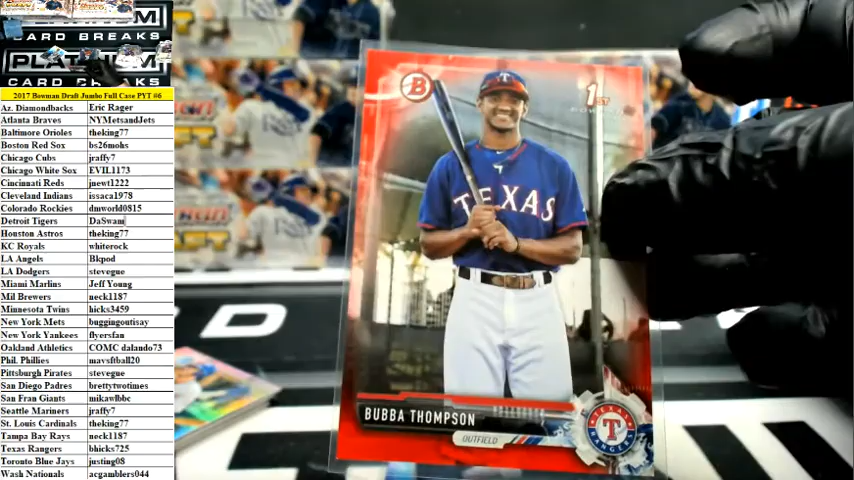 CARD BREAKS
PLATINUM
CARD BREAKS
2017 Bowman Draft Jumbo Full Case PYT #6
Az. Diamondbacks Eric Rager
Atlanta Braves NYMetsandJets
Baltimore Orioles theking77
Boston Red Sox bs26mohs
Chicago Cubs jraffy7
Chicago White Sox EVIL1173
Cincinnati Reds jnewt1222
Cleveland Indians issaca1978
Colorado Rockies dmworld0815
Detroit Tigers DaSwamj
Houston Astros theking77
KC Royals whiterock
LA Angels Bkpod
LA Dodgers stevegue
Miami Marlins Jeff Young
Mil Brewers neck1187
Minnesota Twins hicks3459
New York Mets buggingoutisay
New York Yankees flyersfan
Oakland Athletics COMC dalando73
Phil. Phillies mavsftball20
Pittsburgh Pirates stevegue
San Diego Padres brettytwotimes
San Fran Giants mikawlbbc
Seattle Mariners jraffy7
St. Louis Cardinals theking77
Tampa Bay Rays neck1187
Texas Rangers bhicks725
Toronto Blue Jays justing08
Wash Nationals acgamblers044
B
1ST
BOWMAN
T
TEXAS
BUBBA THOMPSON
OUTFIELD
TEXAS
T
RANGERS
D